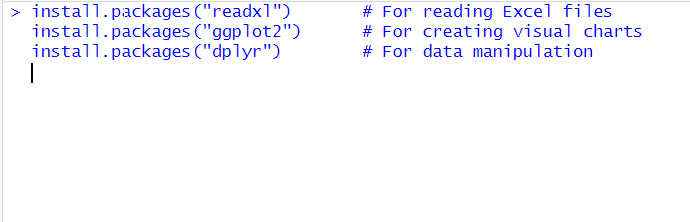 > install.packages("readxl")       # For reading Excel files
  install.packages("ggplot2")      # For creating visual charts
  install.packages("dplyr")        # For data manipulation